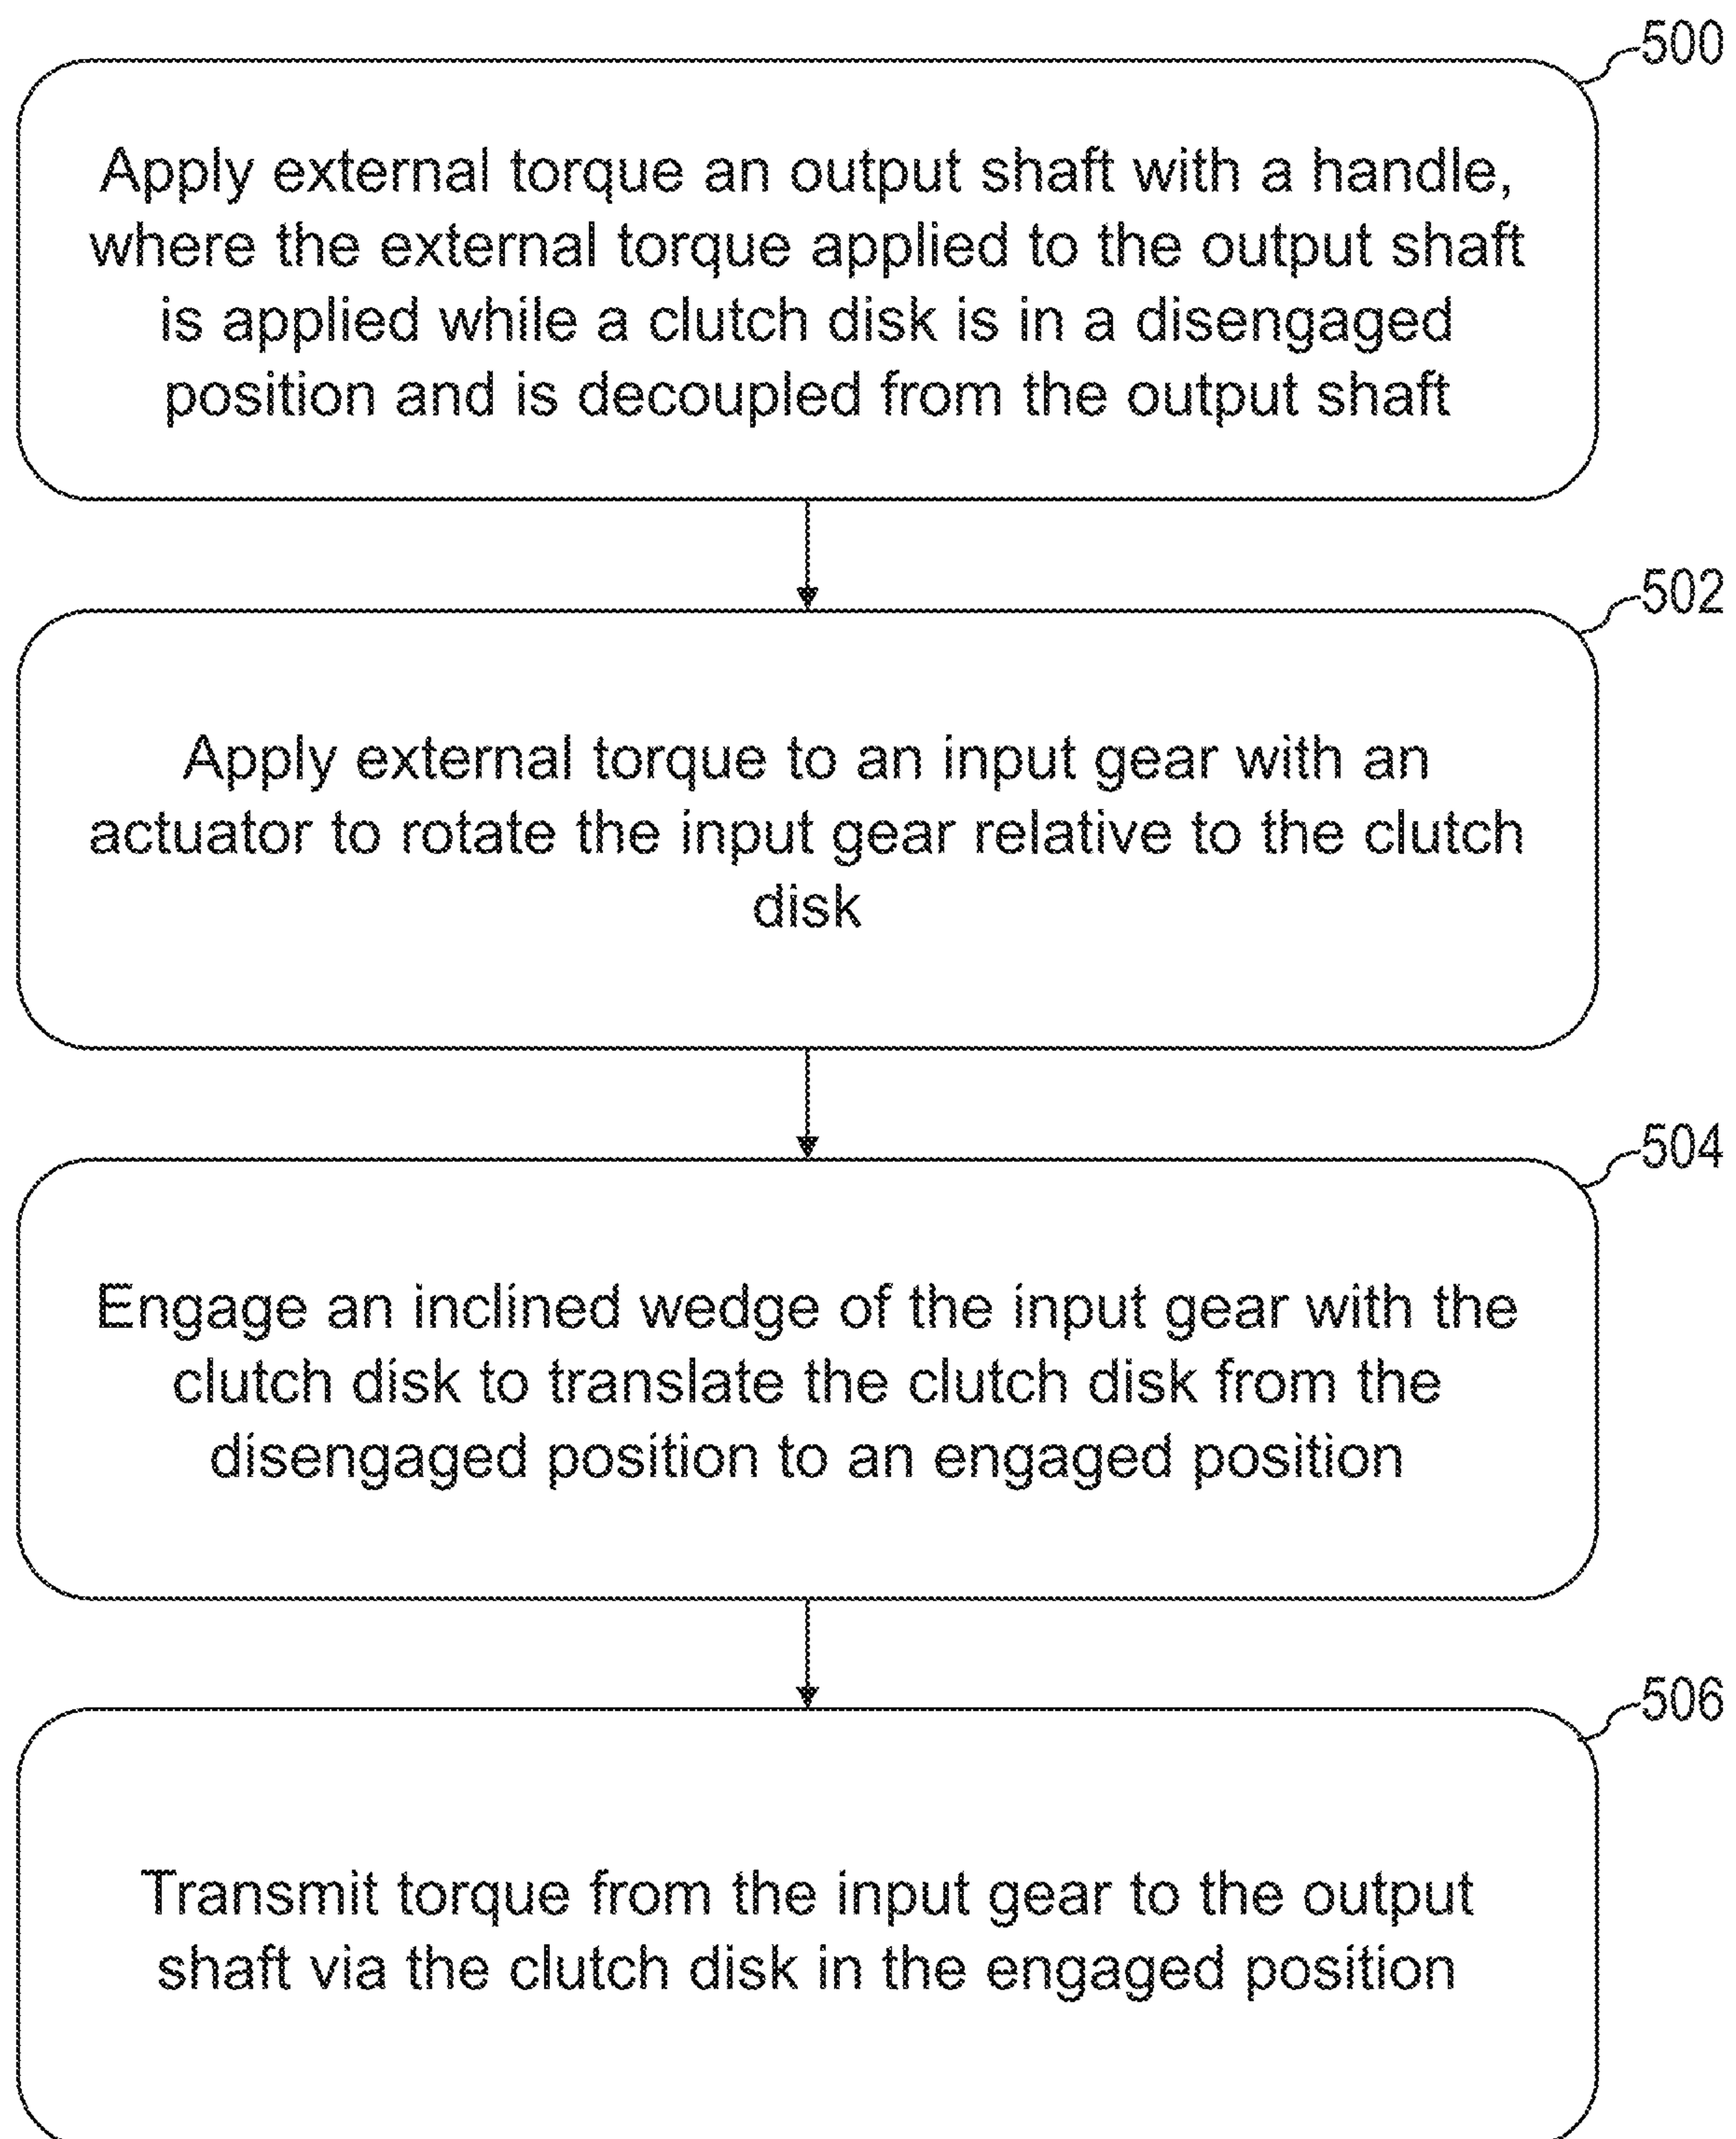 500
Apply external torque an output shaft with a handle,
where the external torque applied to the output shaft
is applied while a clutch disk is in a disengaged
position and is decoupled from the output shaft
502
Apply external torque to an input gear with an
actuator to rotate the input gear relative to the clutch
disk
504
Engage an inclined wedge of the input gear with the
clutch disk to translate the clutch disk from the
disengaged position to an engaged position
506
Transmit torque from the input gear to the output
shaft via the clutch disk in the engaged position